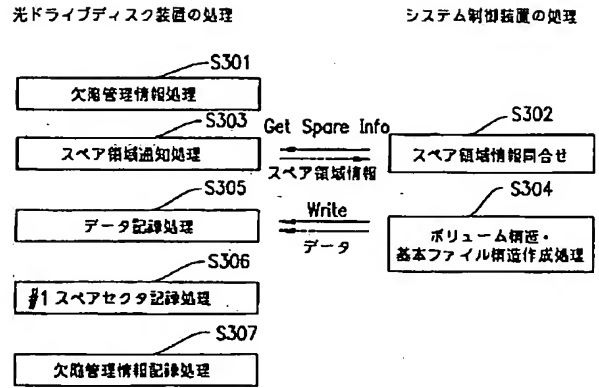 光ドライブディスク装置の処理
システム制御装置の処理
S301
欠陥管理情報処理
S303
Get Spare Info
S302
スペア領域通知処理
スペア領域情報問合せ
スペア領域情報
S305
S304
Write
データ記録処理
データ
ボリューム構造・
基本ファイル構造作成処理
S306
#1 スペアセクタ記録処理
S307
欠陥管理情報記録処理